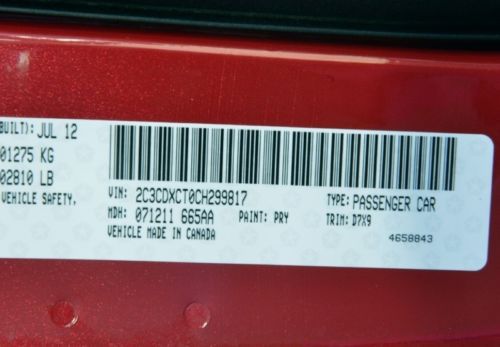 BUILT): JUL 12
01275 KG
02810 LB
VEHICLE SAFETY,
VIN: 2C3CDXCT0CH299817 TYPE: PASSENGER CAR
MDH: 071211 665AA PAINT: PRY TRIM: D7X9
VEHICLE MADE IN CANADA
4658843